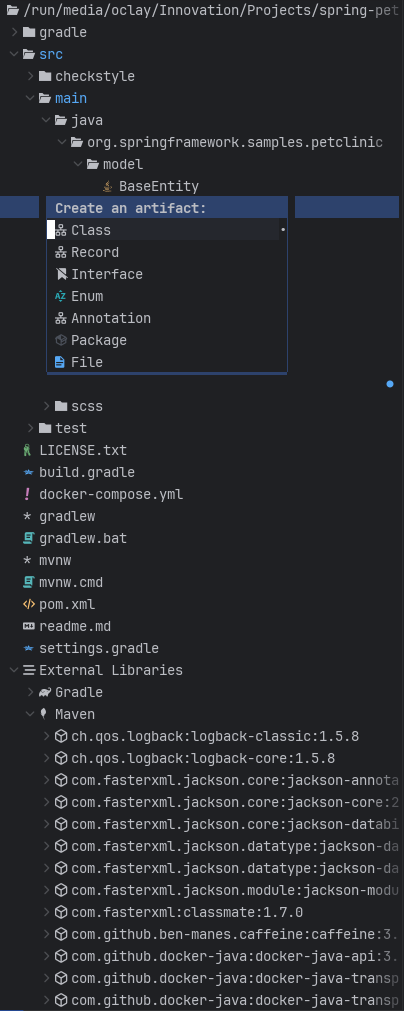 /run/media/oclay/Innovation/Projects/spring-pet
gradle
src
checkstyle
main
java
org.springframework.samples.petclinic
model
BaseEntity
Create an artifact:
Class
Record
Interface
Enum
Annotation
Package
File
scss
test
LICENSE.txt
build.gradle
docker-compose.yml
gradlew
gradlew.bat
mvnw
mvnw.cmd
pom.xml
readme.md
settings.gradle
External Libraries
Gradle
Maven
ch.qos.logback:logback-classic:1.5.8
ch.qos.logback:logback-core:1.5.8
com.fasterxml.jackson.core:jackson-annota
com.fasterxml.jackson.core:jackson-core:2
com.fasterxml.jackson.core:jackson-databi
com.fasterxml.jackson.datatype:jackson-da
com.fasterxml.jackson.datatype:jackson-da
com.fasterxml.jackson.module:jackson-modu
com.fasterxml:classmate:1.7.0
com.github.ben-manes.caffeine:caffeine:3.
com.github.docker-java:docker-java-api:3.
com.github.docker-java:docker-java-transp
com.github.docker-java:docker-java-transp